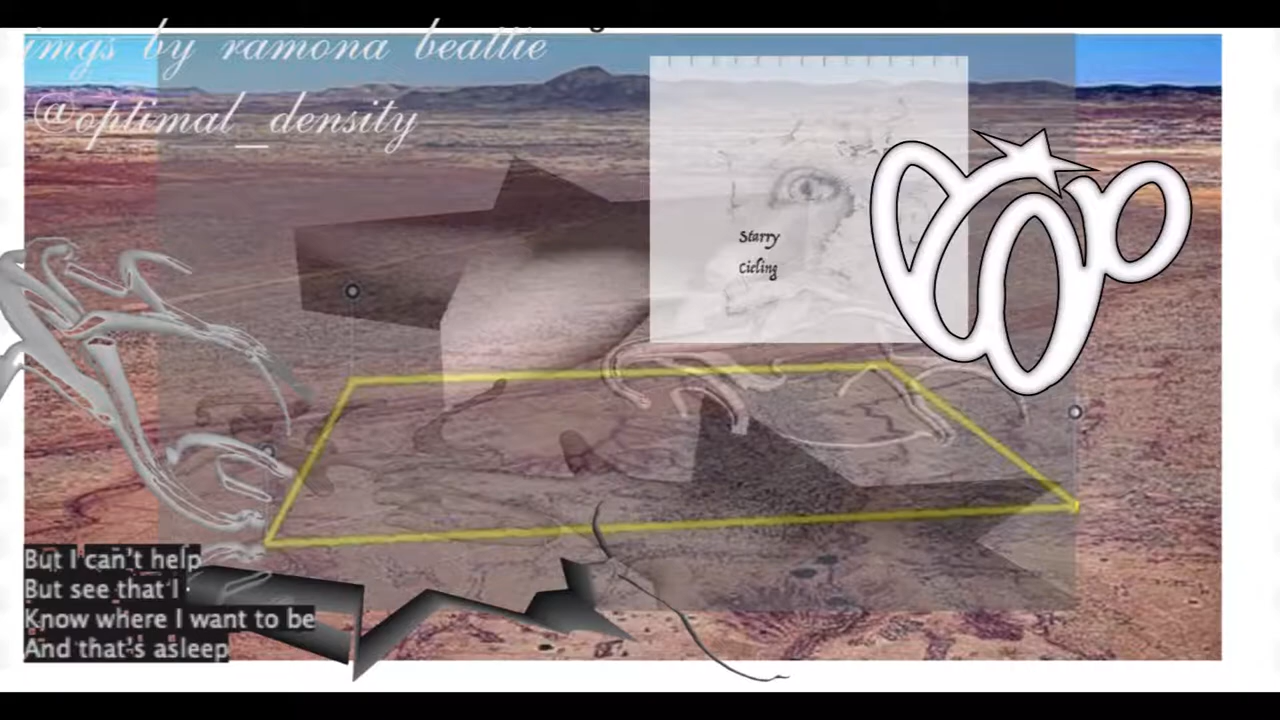 imgs by ramona beattie
@optimal_density
Starry
Cieling
But I can't help
But see that I
Know where I want to be
And that's asleep